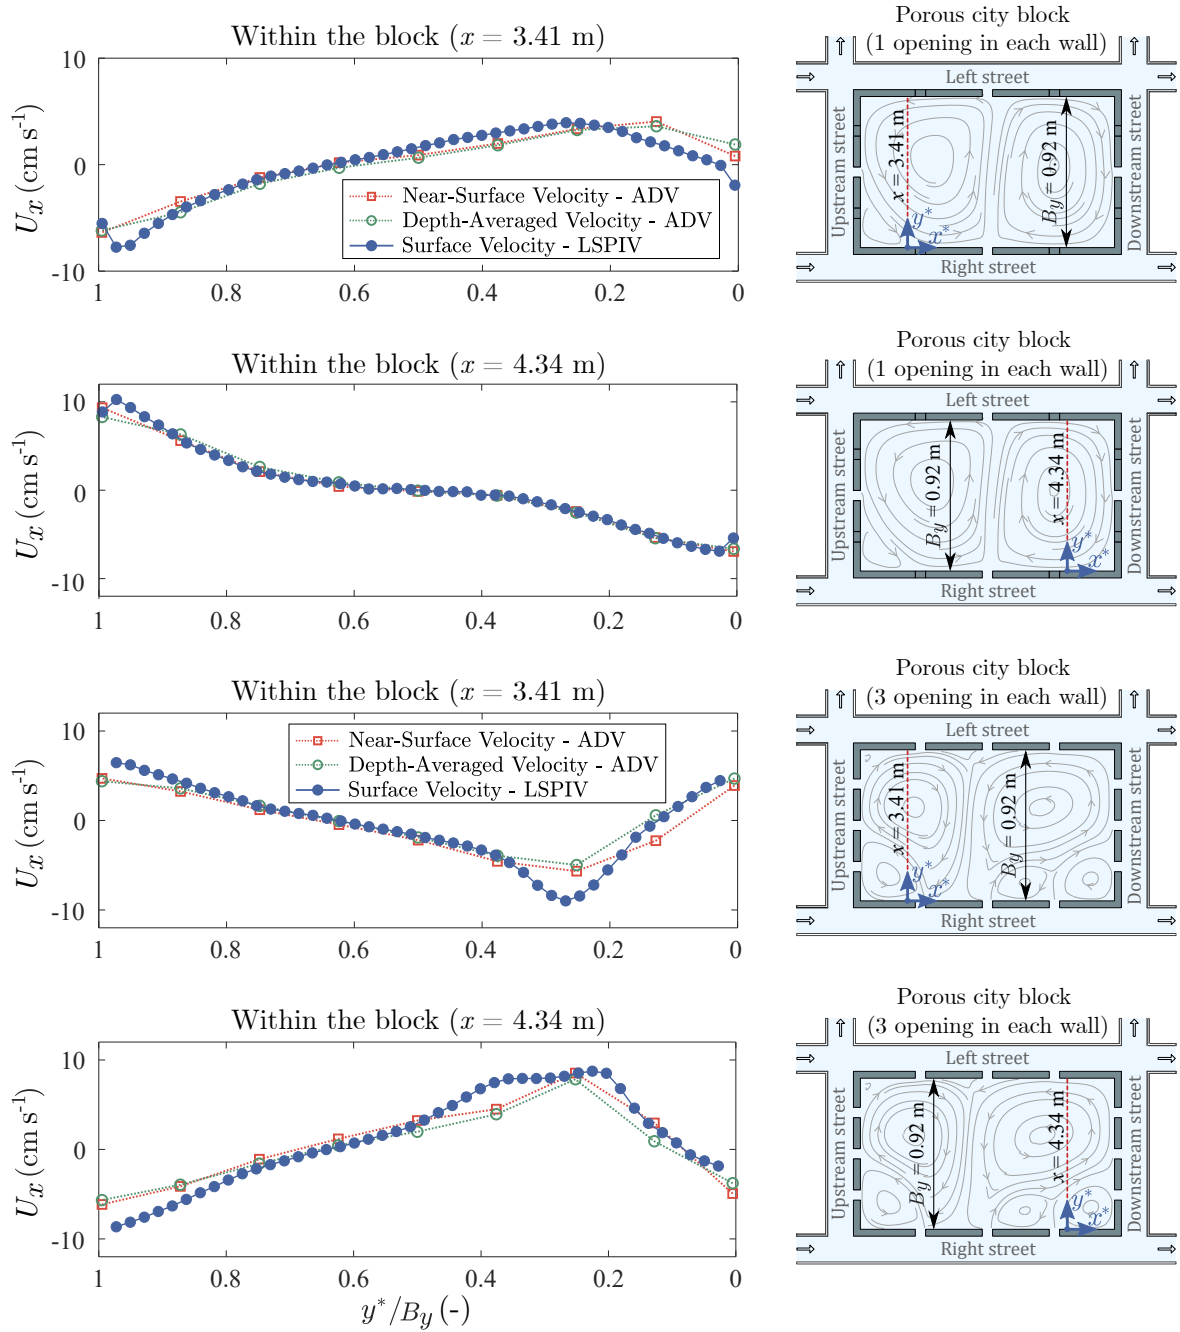 Within the block (x = 3.41 m)
10
0
-10
U_x (cm s⁻¹)
1
0.8
0.6
0.4
0.2
0
Near-Surface Velocity - ADV
Depth-Averaged Velocity - ADV
Surface Velocity - LSPIV
Porous city block
(1 opening in each wall)
Left street
Upstream street
x = 3.41 m
B_y = 0.92 m
Downstream street
y*
x*
Right street
Within the block (x = 4.34 m)
10
0
-10
U_x (cm s⁻¹)
1
0.8
0.6
0.4
0.2
0
Porous city block
(1 opening in each wall)
Left street
Upstream street
B_y = 0.92 m
x = 4.34 m
Downstream street
y*
x*
Right street
Within the block (x = 3.41 m)
10
0
-10
U_x (cm s⁻¹)
1
0.8
0.6
0.4
0.2
0
Near-Surface Velocity - ADV
Depth-Averaged Velocity - ADV
Surface Velocity - LSPIV
Porous city block
(3 opening in each wall)
Left street
Upstream street
x = 3.41 m
B_y = 0.92 m
Downstream street
y*
x*
Right street
Within the block (x = 4.34 m)
10
0
-10
U_x (cm s⁻¹)
1
0.8
0.6
0.4
0.2
0
y*/B_y (-)
Porous city block
(3 opening in each wall)
Left street
Upstream street
B_y = 0.92 m
x = 4.34 m
Downstream street
y*
x*
Right street